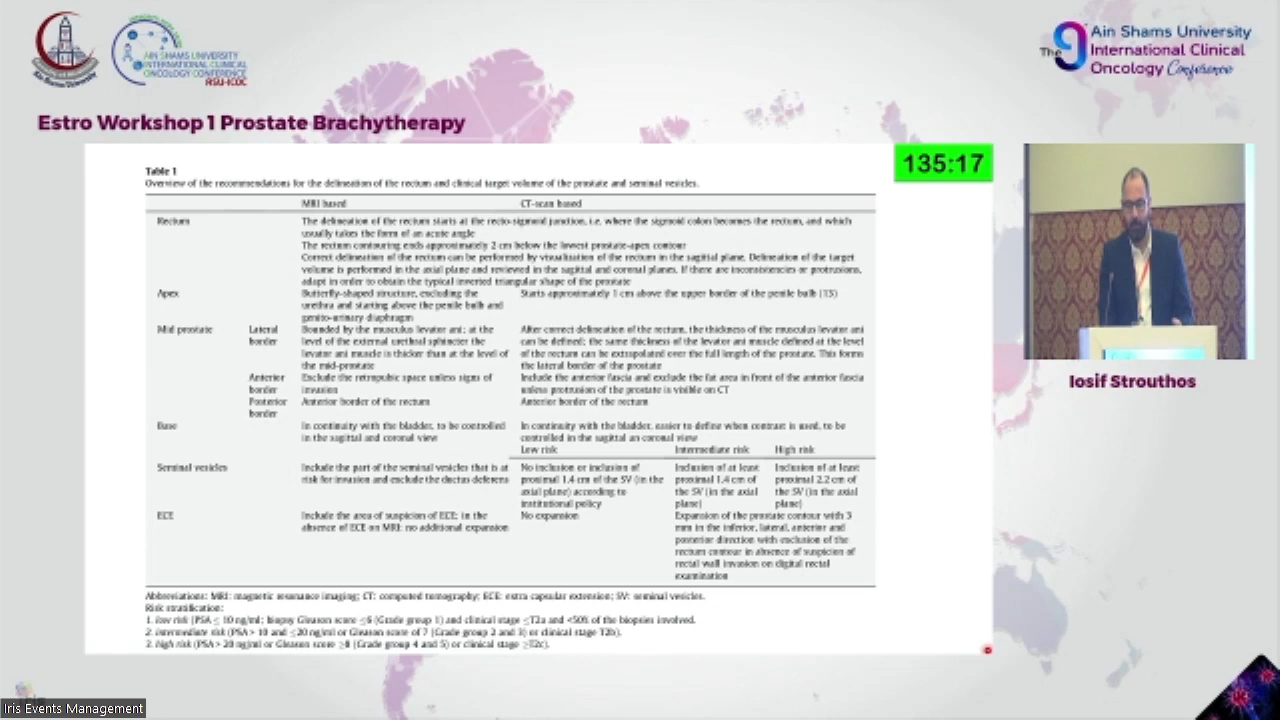 Ain Shams University
AIN SHAMS UNIVERSITY
INTERNATIONAL CLINICAL
ONCOLOGY CONFERENCE
ASU-ICOC
The 9 Ain Shams University
International Clinical
Oncology Conference
Estro Workshop 1 Prostate Brachytherapy
135:17
Iosif Strouthos
Table 1
Overview of the recommendations for the delineation of the rectum and clinical target volume of the prostate and seminal vesicles.
MRI based CT-scan based
Rectum The delineation of the rectum starts at the recto-sigmoid junction, i.e. where the sigmoid colon becomes the rectum, and which
usually takes the form of an acute angle
The rectum contouring ends approximately 2 cm below the lowest prostate-apex contour
Correct delineation of the rectum can be performed by visualisation of the rectum in the sagittal plane. Delineation of the target
volume is performed in the axial plane and reviewed in the sagittal and coronal planes. If there are inconsistencies or protrusions,
adapt in order to obtain the typical inverted triangular shape of the prostate
Apex Butterfly-shaped structure, excluding the Starts approximately 1 cm above the upper border of the penile bulb (13)
urethra and starting above the penile bulb and
genito-urinary diaphragm
Mid prostate Lateral Bounded by the musculus levator ani; at the After correct delineation of the rectum, the thickness of the musculus levator ani
border level of the external urethral sphincter the can be defined; the same thickness of the levator ani muscle defined at the level
levator ani muscle is thicker than at the level of of the rectum can be extrapolated over the full length of the prostate. This forms
the mid-prostate the lateral border of the prostate
Anterior Exclude the retropubic space unless signs of Include the anterior fascia and exclude the fat area in front of the anterior fascia
border invasion unless protrusion of the prostate is visible on CT
Posterior Anterior border of the rectum Anterior border of the rectum
border
Base In continuity with the bladder, to be controlled In continuity with the bladder, easier to define when contrast is used, to be
in the sagittal and coronal view controlled in the sagittal an coronal view
Low risk Intermediate risk High risk
Seminal vesicles Include the part of the seminal vesicles that is at No inclusion or inclusion of Inclusion of at least Inclusion of at least
risk for invasion and exclude the ductus deferens proximal 1.4 cm of the SV (in the proximal 1.4 cm of proximal 2.2 cm of
axial plane) according to the SV (in the axial the SV (in the axial
institutional policy plane) plane)
ECE Include the area of suspicion of ECE; in the No expansion Expansion of the prostate contour with 3
absence of ECE on MRI: no additional expansion mm in the inferior, lateral, anterior and
posterior direction with exclusion of the
rectum contour in absence of suspicion of
rectal wall invasion on digital rectal
examination
Abbreviations: MRI: magnetic resonance imaging; CT: computed tomography; ECE: extra capsular extension; SV: seminal vesicles.
Risk stratification:
1. low risk (PSA ≤ 10 ng/ml; biopsy Gleason score ≤6 (Grade group 1) and clinical stage ≤T2a and <50% of the biopsies involved.
2. intermediate risk (PSA > 10 and ≤20 ng/ml or Gleason score of 7 (Grade group 2 and 3) or clinical stage T2b).
3. high risk (PSA > 20 ng/ml or Gleason score ≥8 (Grade group 4 and 5) or clinical stage ≥T2c).
Iris Events Management